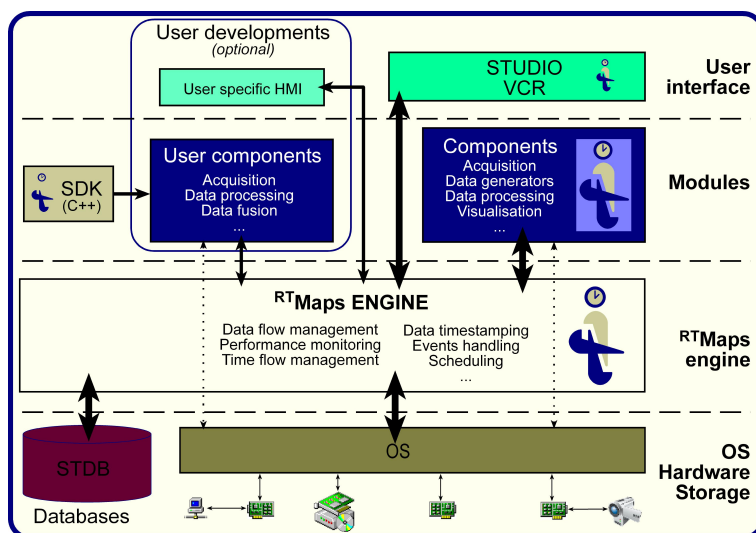 User developments
(optional)
User specific HMI
STUDIO
VCR
User
interface
SDK
(C++)
User components
Acquisition
Data processing
Data fusion
...
Components
Acquisition
Data generators
Data processing
Visualisation
...
Modules
RTMaps ENGINE
Data flow management
Performance monitoring
Time flow management
Data timestamping
Events handling
Scheduling
...
RTMaps
engine
STDB
Databases
OS
OS
Hardware
Storage